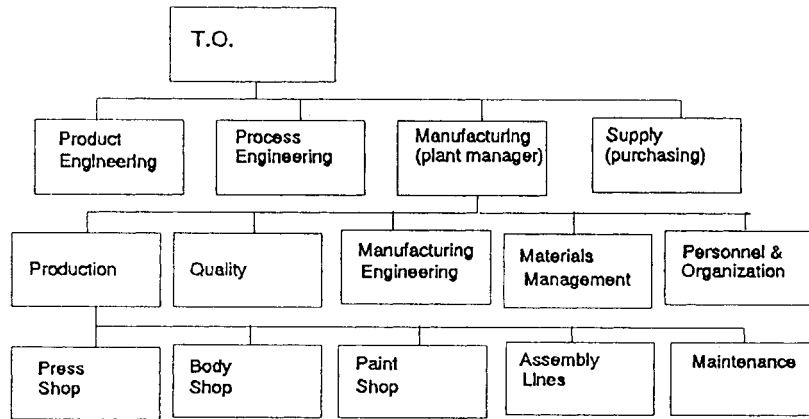 T.O.
Product
Engineering
Process
Engineering
Manufacturing
(plant manager)
Supply
(purchasing)
Production
Quality
Manufacturing
Engineering
Materials
Management
Personnel &
Organization
Press
Shop
Body
Shop
Paint
Shop
Assembly
Lines
Maintenance